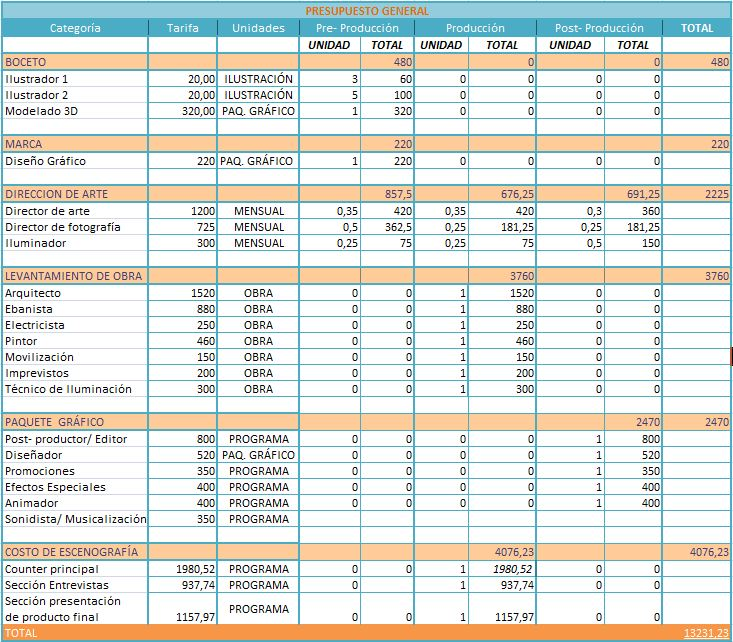 PRESUPUESTO GENERAL
Categoría Tarifa Unidades Pre- Producción Producción Post- Producción TOTAL
UNIDAD TOTAL UNIDAD TOTAL UNIDAD TOTAL
BOCETO 480 0 0 480
Ilustrador 1 20,00 ILUSTRACIÓN 3 60 0 0 0 0
Ilustrador 2 20,00 ILUSTRACIÓN 5 100 0 0 0 0
Modelado 3D 320,00 PAQ. GRÁFICO 1 320 0 0 0 0
MARCA 220 220
Diseño Gráfico 220 PAQ. GRÁFICO 1 220 0 0 0 0
DIRECCION DE ARTE 857,5 676,25 691,25 2225
Director de arte 1200 MENSUAL 0,35 420 0,35 420 0,3 360
Director de fotografía 725 MENSUAL 0,5 362,5 0,25 181,25 0,25 181,25
Iluminador 300 MENSUAL 0,25 75 0,25 75 0,5 150
LEVANTAMIENTO DE OBRA 3760 3760
Arquitecto 1520 OBRA 0 0 1 1520 0 0
Ebanista 880 OBRA 0 0 1 880 0 0
Electricista 250 OBRA 0 0 1 250 0 0
Pintor 460 OBRA 0 0 1 460 0 0
Movilización 150 OBRA 0 0 1 150 0 0
Imprevistos 200 OBRA 0 0 1 200 0 0
Técnico de Iluminación 300 OBRA 0 0 1 300 0 0
PAQUETE GRÁFICO 2470 2470
Post- productor/ Editor 800 PROGRAMA 0 0 0 0 1 800
Diseñador 520 PAQ. GRÁFICO 0 0 0 0 1 520
Promociones 350 PROGRAMA 0 0 0 0 1 350
Efectos Especiales 400 PROGRAMA 0 0 0 0 1 400
Animador 400 PROGRAMA 0 0 0 0 1 400
Sonidista/ Musicalización 350 PROGRAMA
COSTO DE ESCENOGRAFÍA 4076,23 4076,23
Counter principal 1980,52 PROGRAMA 0 0 1 1980,52 0 0
Sección Entrevistas 937,74 PROGRAMA 0 1 937,74 0 0
Sección presentación
de producto final 1157,97 PROGRAMA 0 0 1 1157,97 0 0
TOTAL 13231,23